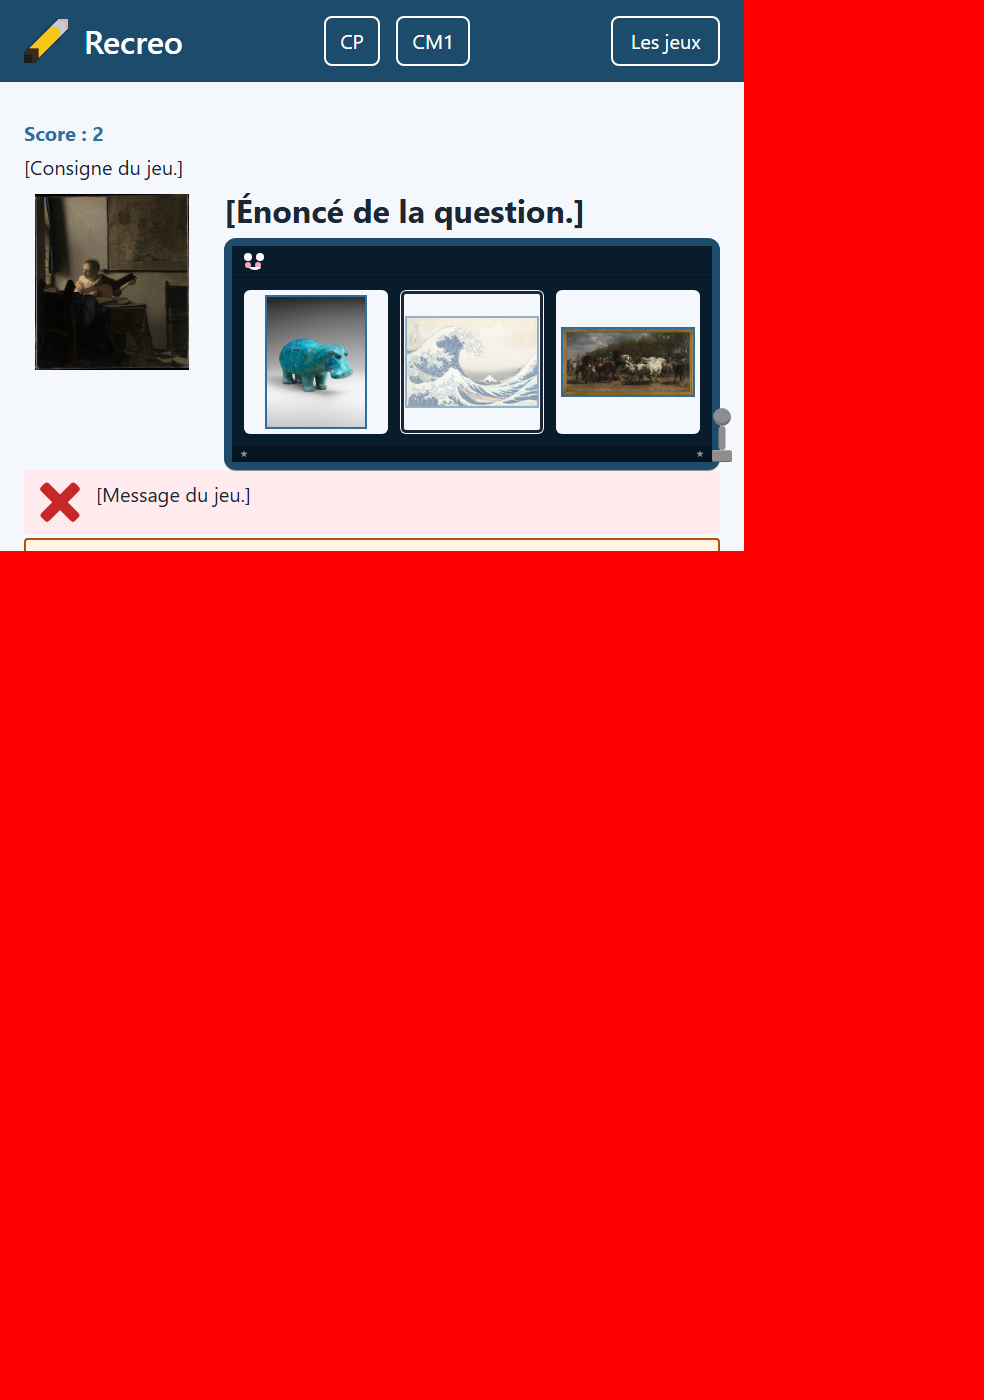 Recreo
CP
CM1
Les jeux
Score : 2
[Consigne du jeu.]
[Énoncé de la question.]
[Message du jeu.]